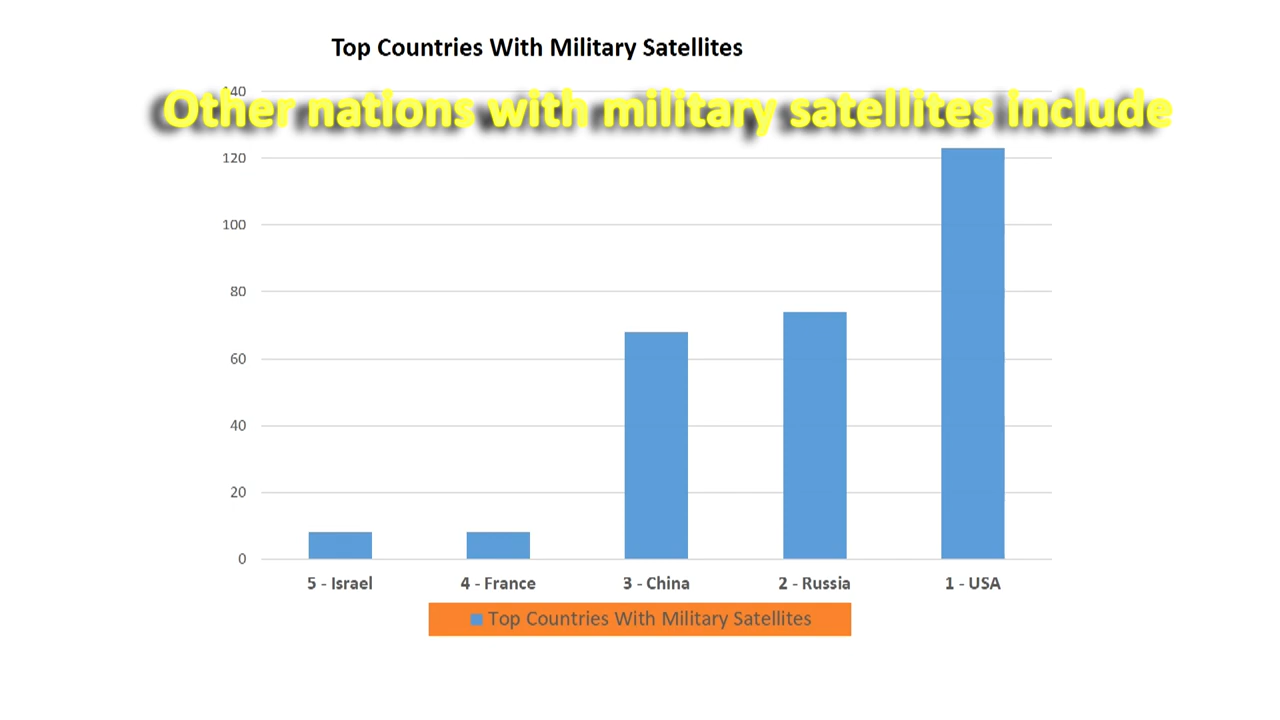 Top Countries With Military Satellites
140
Other nations with military satellites include
120
100
80
60
40
20
0
5 - Israel
4 - France
3 - China
2 - Russia
1 - USA
Top Countries With Military Satellites